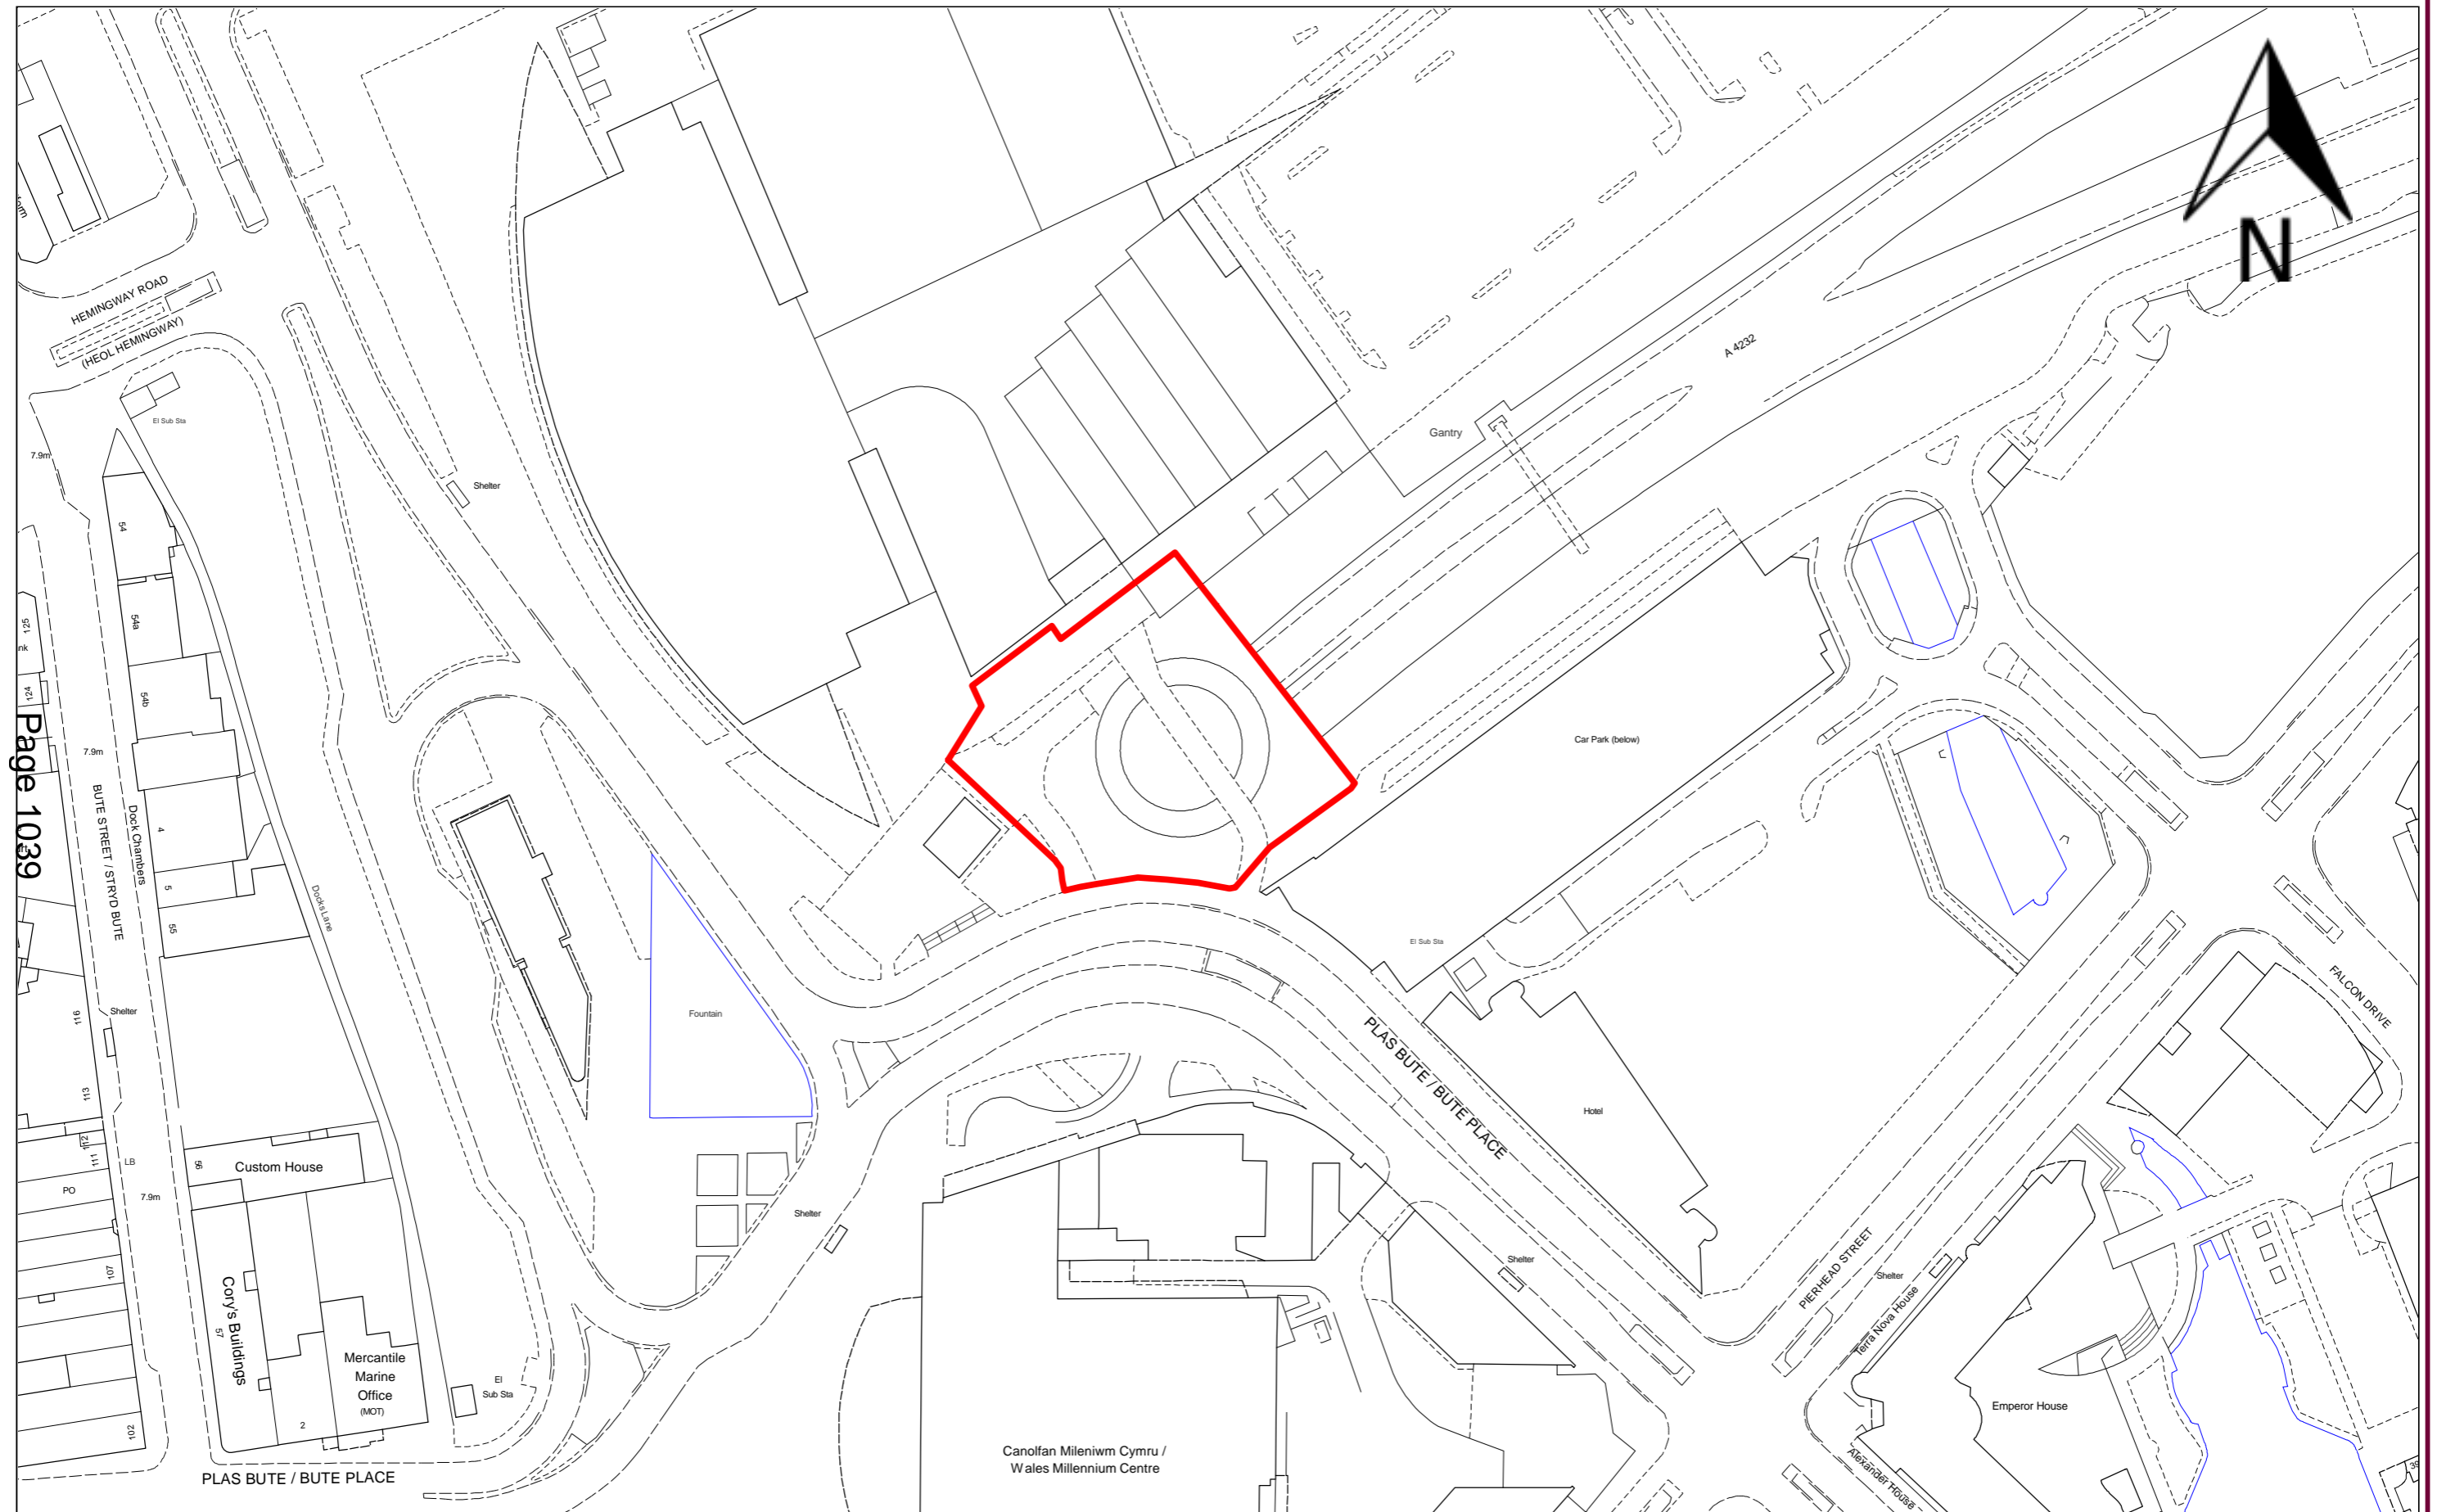 N
HEMINGWAY ROAD
(HEOL HEMINGWAY)
El Sub Sta
7.9m
Shelter
Gantry
A 4232
54
54a
54b
125
124
7.9m
Page 1039
BUTE STREET / STRYD BUTE
Dock Chambers
4
5
55
Docks Lane
Car Park (below)
El Sub Sta
Fountain
Shelter
116
113
112
111
LB
PO
7.9m
107
102
56
Custom House
Cory's Buildings
57
Mercantile
Marine
Office
(MOT)
2
El
Sub Sta
PLAS BUTE / BUTE PLACE
Shelter
PLAS BUTE / BUTE PLACE
Hotel
Shelter
FALCON DRIVE
PIERHEAD STREET
Shelter
Terra Nova House
Emperor House
Alexander House
Canolfan Mileniwm Cymru /
Wales Millennium Centre